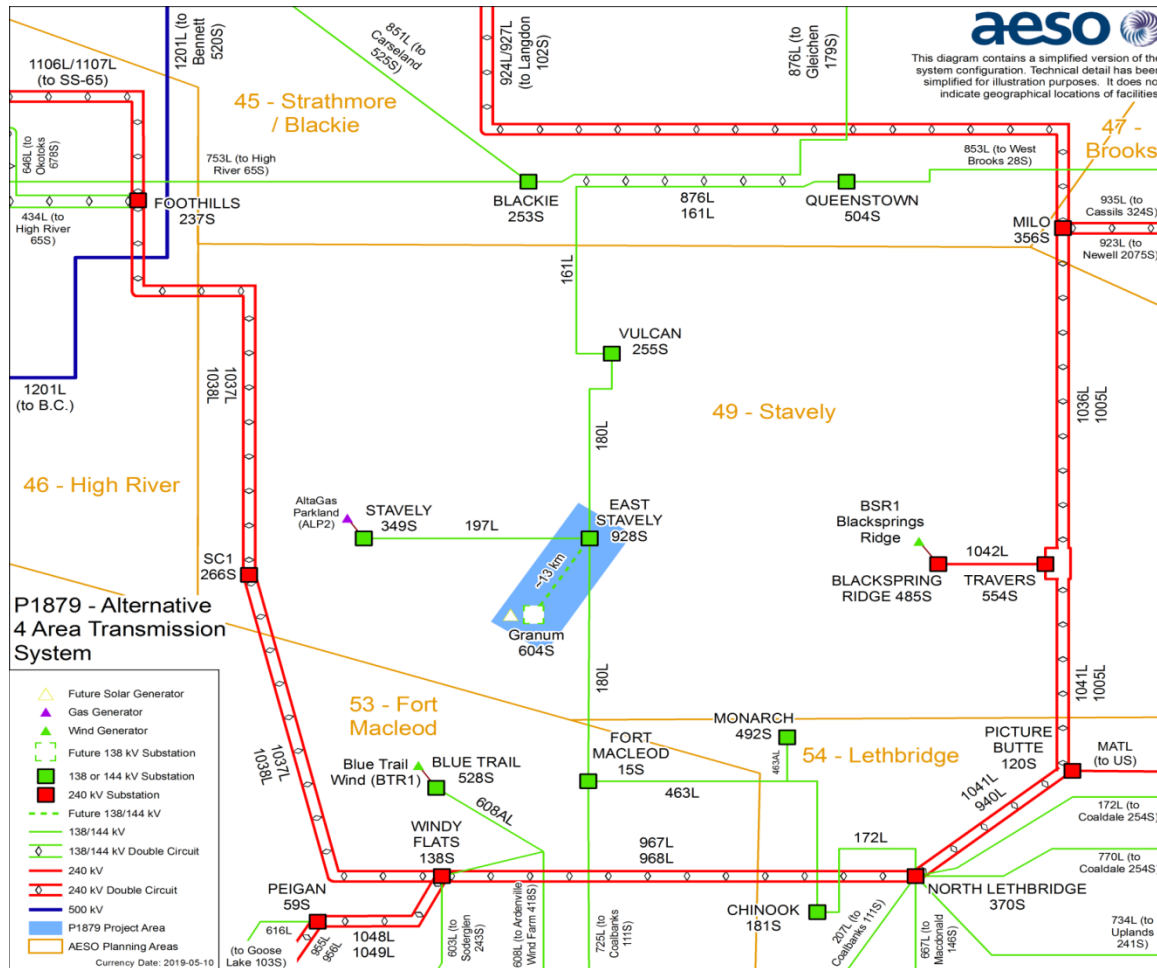 1201L (to
Bennett
520S)
851L (to
Carseland
525S)
924L/927L
(to Langdon
102S)
876L (to
Gleichen
179S)
aeso
This diagram contains a simplified version of the
system configuration. Technical detail has been
simplified for illustration purposes. It does no
indicate geographical locations of facilities
1106L/1107L
(to SS-65)
45 - Strathmore
/ Blackie
47 -
Brooks
646L (to
Okotoks
678S)
753L (to High
River 65S)
853L (to West
Brooks 28S)
FOOTHILLS
237S
434L (to
High River
65S)
BLACKIE
253S
876L
161L
QUEENSTOWN
504S
MILO
356S
935L (to
Cassils 324S)
923L (to
Newell 2075S)
161L
VULCAN
255S
1201L
(to B.C.)
1037L
1038L
49 - Stavely
1036L
1005L
180L
46 - High River
AltaGas
Parkland
(ALP2)
STAVELY
349S
197L
EAST
STAVELY
928S
BSR1
Blacksprings
Ridge
1042L
BLACKSPRING
RIDGE 485S
TRAVERS
554S
SC1
266S
~13 km
Granum
604S
P1879 - Alternative
4 Area Transmission
System
180L
1041L
1005L
53 - Fort
Macleod
MONARCH
492S
54 - Lethbridge
PICTURE
BUTTE
120S
MATL
(to US)
1037L
1038L
Blue Trail
Wind (BTR1)
BLUE TRAIL
528S
FORT
MACLEOD
15S
463AL
463L
1041L
940L
608AL
172L (to
Coaldale 254S)
WINDY
FLATS
138S
967L
968L
172L
770L (to
Coaldale 254S)
PEIGAN
59S
CHINOOK
181S
NORTH LETHBRIDGE
370S
616L
(to Goose
Lake 103S)
955L
956L
1048L
1049L
603L (to
Soderglen
243S)
608L (to Ardenville
Wind Farm 418S)
725L (to
Coalbanks
111S)
207L (to
Coalbanks 111S)
667L (to
Macdonald
146S)
734L (to
Uplands
241S)
Future Solar Generator
Gas Generator
Wind Generator
Future 138 kV Substation
138 or 144 kV Substation
240 kV Substation
Future 138/144 kV
138/144 kV
138/144 kV Double Circuit
240 kV
240 kV Double Circuit
500 kV
P1879 Project Area
AESO Planning Areas
Currency Date: 2019-05-10